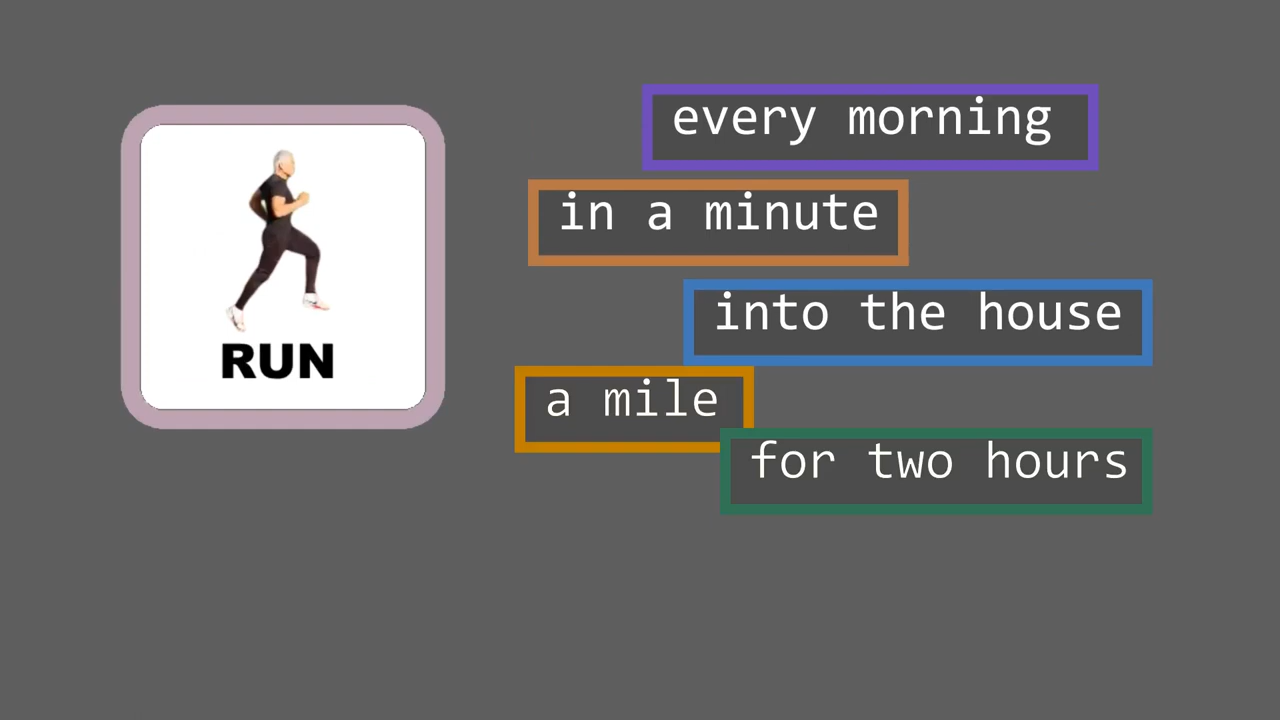 RUN
every morning
in a minute
into the house
a mile
for two hours